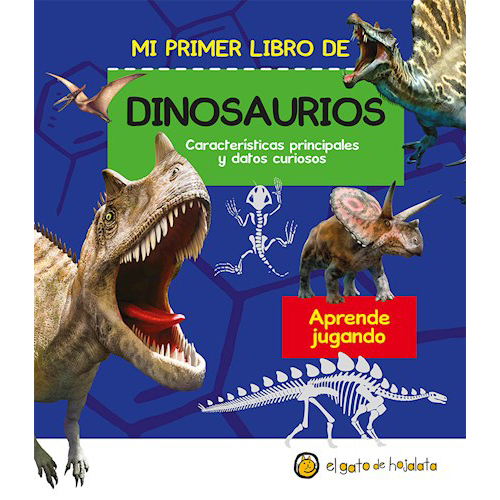 MI PRIMER LIBRO DE
DINOSAURIOS
Características principales
y datos curiosos
Aprende
jugando
el gato de hojalata